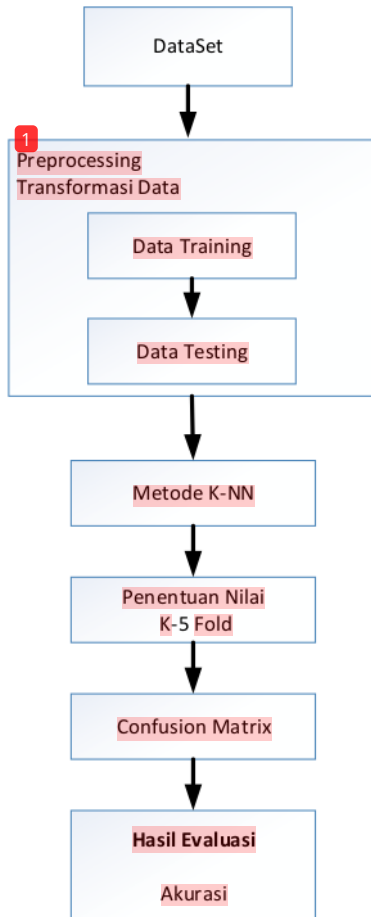 DataSet
1
Preprocessing
Transformasi Data
Data Training
Data Testing
Metode K-NN
Penentuan Nilai
K-5 Fold
Confusion Matrix
Hasil Evaluasi
Akurasi